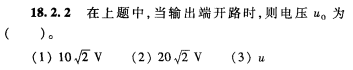 18.2.2 在上题中,当输出端开路时,则电压 u₀ 为
( )。
(1) 10√2 V (2) 20√2 V (3) u